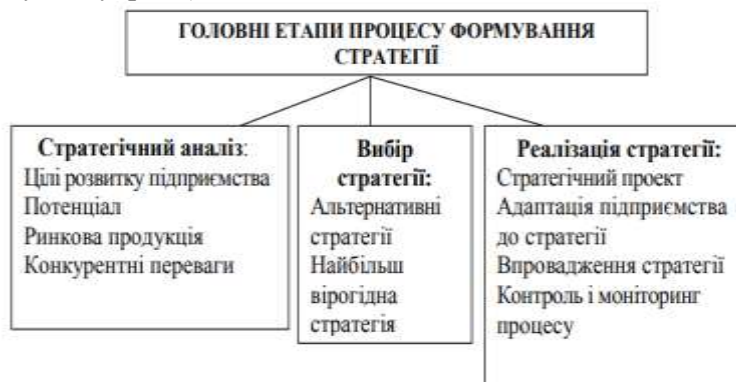 ГОЛОВНІ ЕТАПИ ПРОЦЕСУ ФОРМУВАННЯ
СТРАТЕГІЇ
Стратегічний аналіз:
Цілі розвитку підприємства
Потенціал
Ринкова продукція
Конкурентні переваги
Вибір
стратегії:
Альтернативні
стратегії
Найбільш
вірогідна
стратегія
Реалізація стратегії:
Стратегічний проект
Адаптація підприємства
до стратегії
Впровадження стратегії
Контроль і моніторинг
процесу